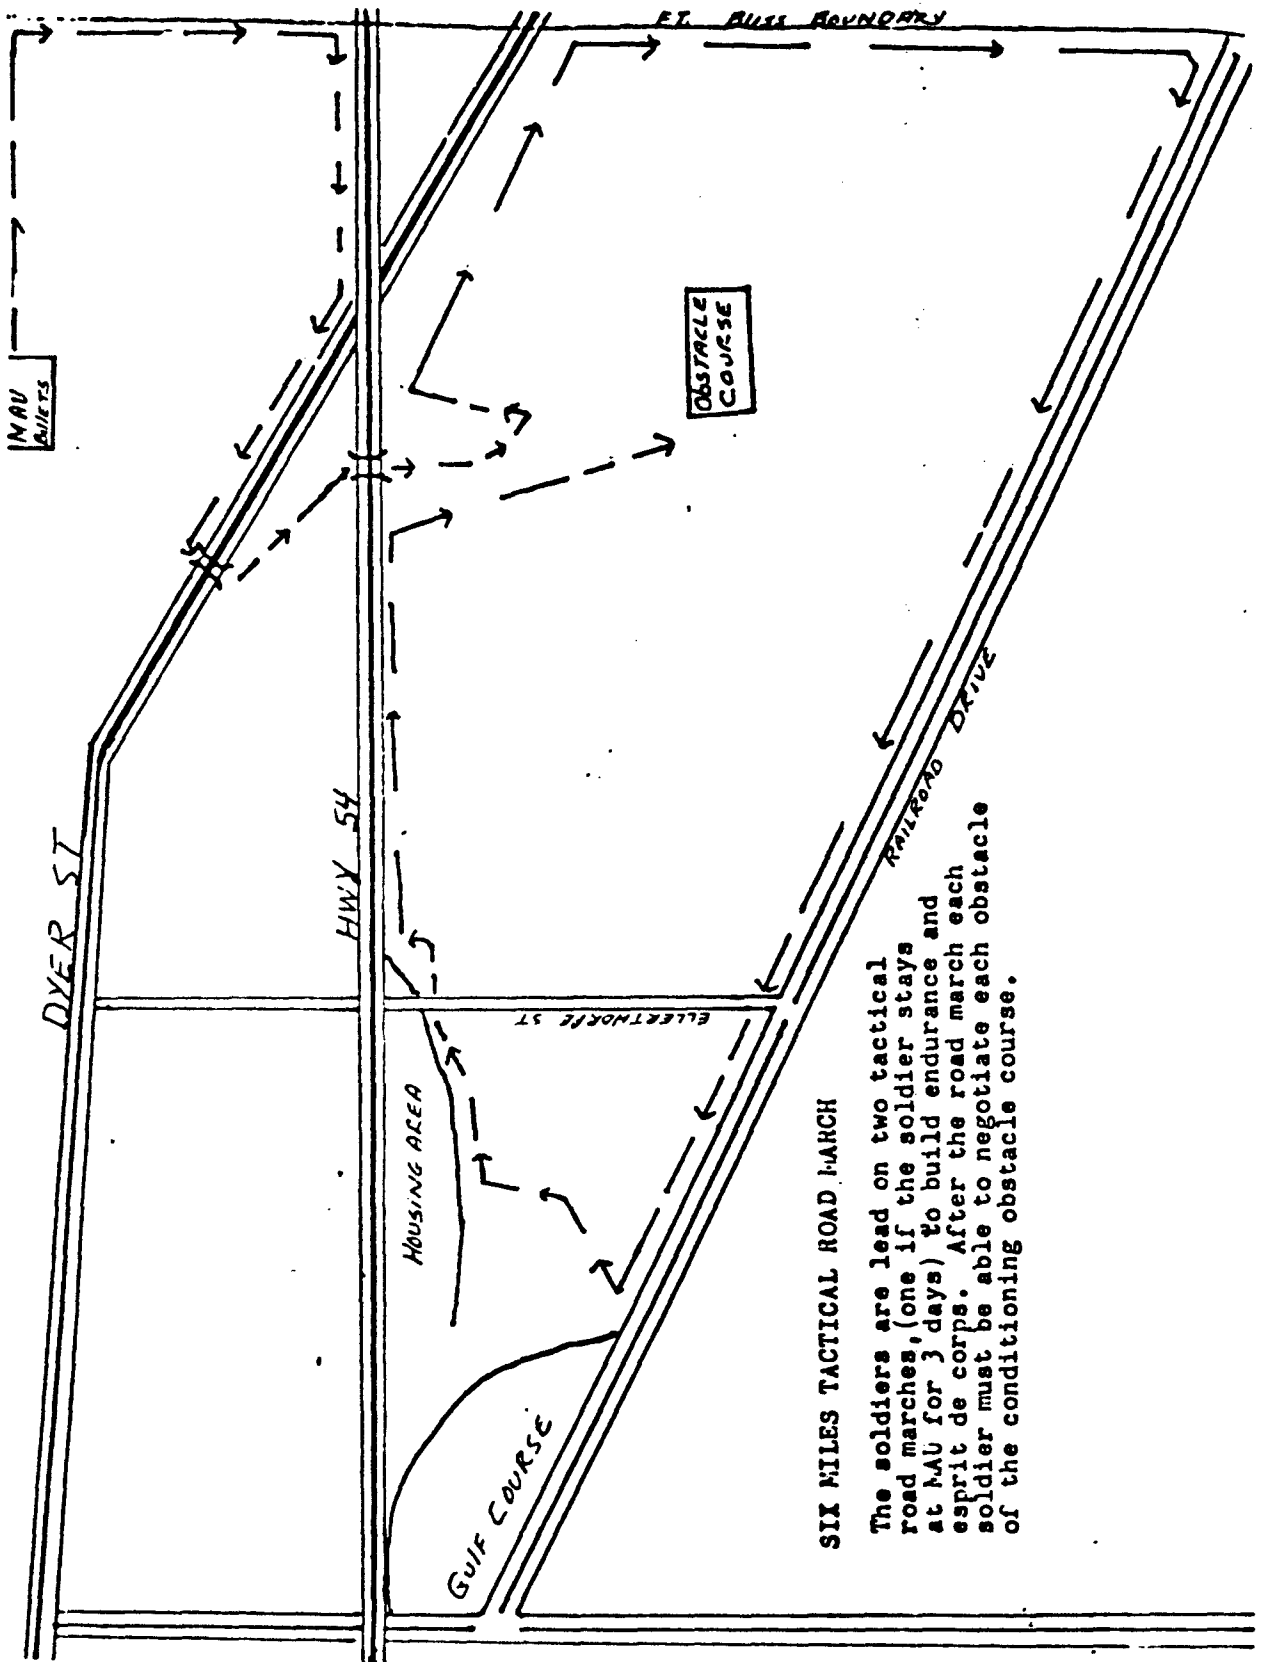 FT. BLISS BOUNDARY
MAU
Billets
OBSTACLE
COURSE
DYER ST
HWY 54
RAILROAD DRIVE
ELLERTHORPE ST
HOUSING AREA
GulF COURSE
SIX MILES TACTICAL ROAD MARCH
The soldiers are lead on two tactical
road marches, (one if the soldier stays
at MAU for 3 days) to build endurance and
esprit de corps. After the road march each
soldier must be able to negotiate each obstacle
of the conditioning obstacle course.